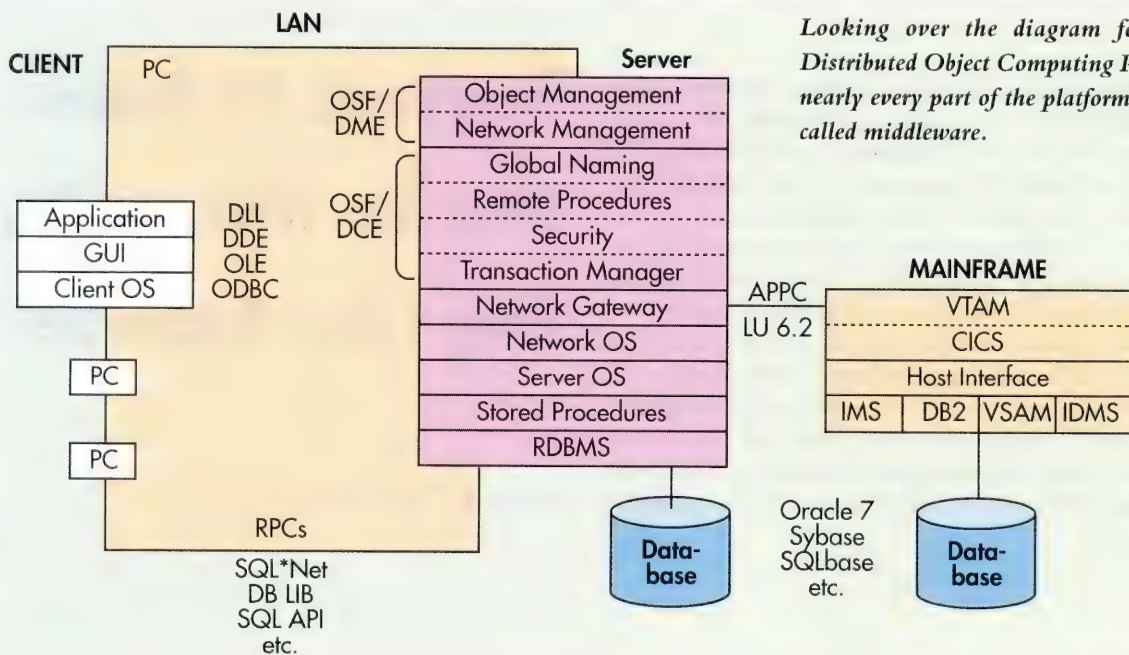 LAN
CLIENT
PC
Server
Looking over the diagram
Distributed Object Computing
nearly every part of the platform
called middleware.
OSF/
DME
Object Management
Network Management
OSF/
DCE
Global Naming
Remote Procedures
Security
Transaction Manager
Network Gateway
Network OS
Server OS
Stored Procedures
RDBMS
Application
GUI
Client OS
DLL
DDE
OLE
ODBC
PC
PC
RPCs
SQL*Net
DB LIB
SQL API
etc.
APPC
LU 6.2
MAINFRAME
VTAM
CICS
Host Interface
IMS DB2 VSAM IDMS
Data-
base
Oracle 7
Sybase
SQLbase
etc.
Data-
base